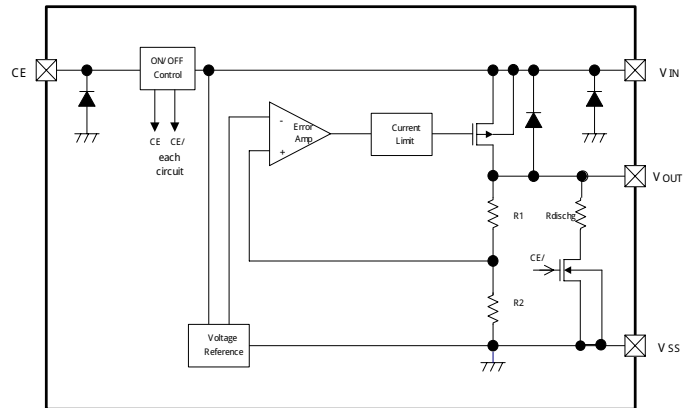 CE
ON/OFF
Control
CE CE/
each
circuit
-
+
Error
Amp
Current
Limit
VIN
VOUT
R1
Rdischg
CE/
R2
Voltage
Reference
VSS